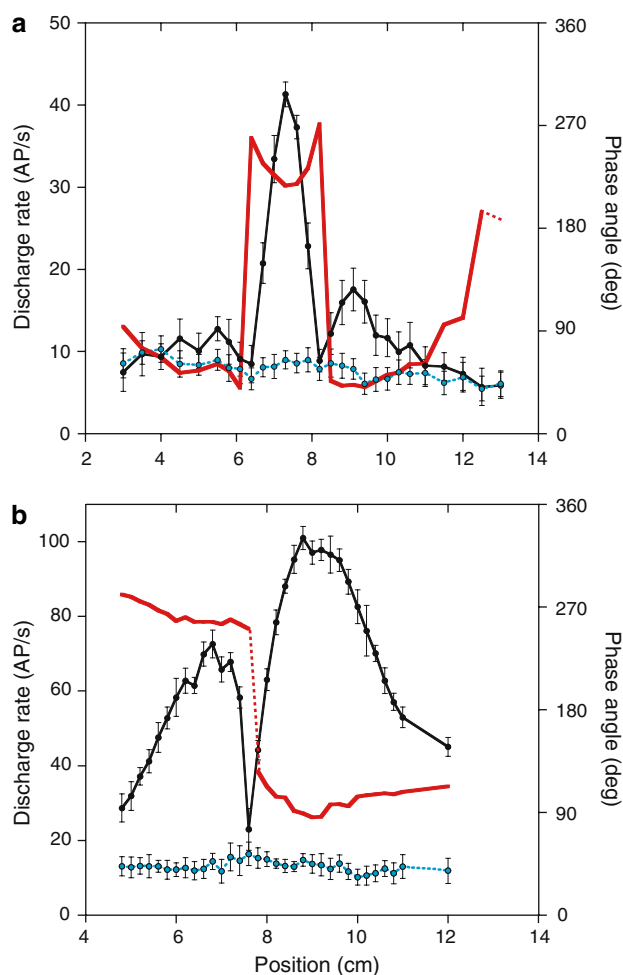 a
50
40
30
20
10
0
Discharge rate (AP/s)
360
270
180
90
0
Phase angle (deg)
2 4 6 8 10 12 14
b
100
80
60
40
20
0
Discharge rate (AP/s)
360
270
180
90
0
Phase angle (deg)
4 6 8 10 12 14
Position (cm)